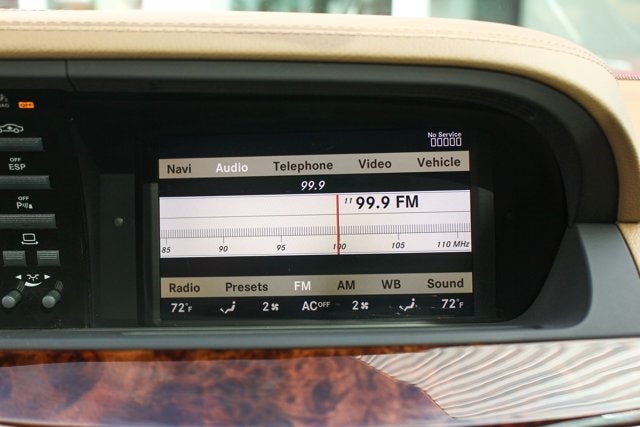 No Service
Navi Audio Telephone Video Vehicle
99.9
11 99.9 FM
85 90 95 100 105 110 MHz
Radio Presets FM AM WB Sound
72°F 2 AC OFF 2 72°F
OFF
OFF
ESP
OFF
P